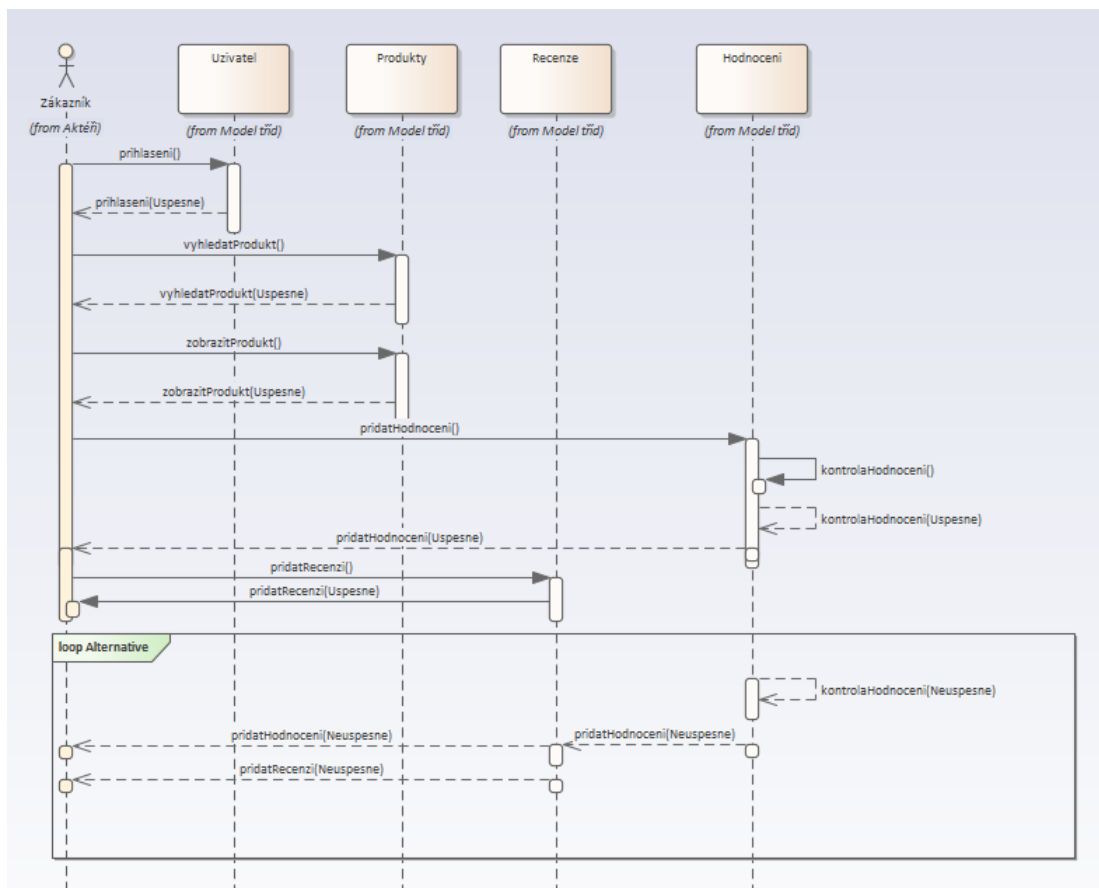 Uzivatel
Produkty
Recenze
Hodnoceni
Zákazník
(from Aktéři)
(from Model tříd)
(from Model tříd)
(from Model tříd)
(from Model tříd)
prihlaseni()
prihlaseni(Uspesne)
vyhledatProdukt()
vyhledatProdukt(Uspesne)
zobrazitProdukt()
zobrazitProdukt(Uspesne)
pridatHodnoceni()
kontrolaHodnoceni()
kontrolaHodnoceni(Uspesne)
pridatHodnoceni(Uspesne)
pridatRecenzi()
pridatRecenzi(Uspesne)
loop Alternative
kontrolaHodnoceni(Neuspesne)
pridatHodnoceni(Neuspesne)
pridatHodnoceni(Neuspesne)
pridatRecenzi(Neuspesne)